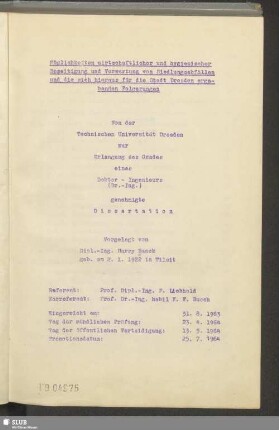 Möglichkeiten wirtschaftlicher und hygienischer
Beseitigung und Verwertung von Siedlungsabfällen
und die sich hieraus für die Stadt Dresden erge-
benden Folgerungen
Von der
Technischen Universität Dresden
zur
Erlangung des Grades
eines
Doktor - Ingenieurs
(Dr.-Ing.)
genehmigte
Dissertation
Vorgelegt von
Dipl.-Ing. Harry
geb. am 8. 1. 1922 in Tilsit
Referent: Prof. Dipl.-Ing. F. Liebhold
Korreferent: Prof. Dr.-Ing. habil
Eingereicht am: 31. 8. 1963
Tag der mündlichen Prüfung: 23. 4. 1964
Tag der öffentlichen Verteidigung: 13. 5. 1964
Promotionsdatum: 25. 7. 1964
SLUB